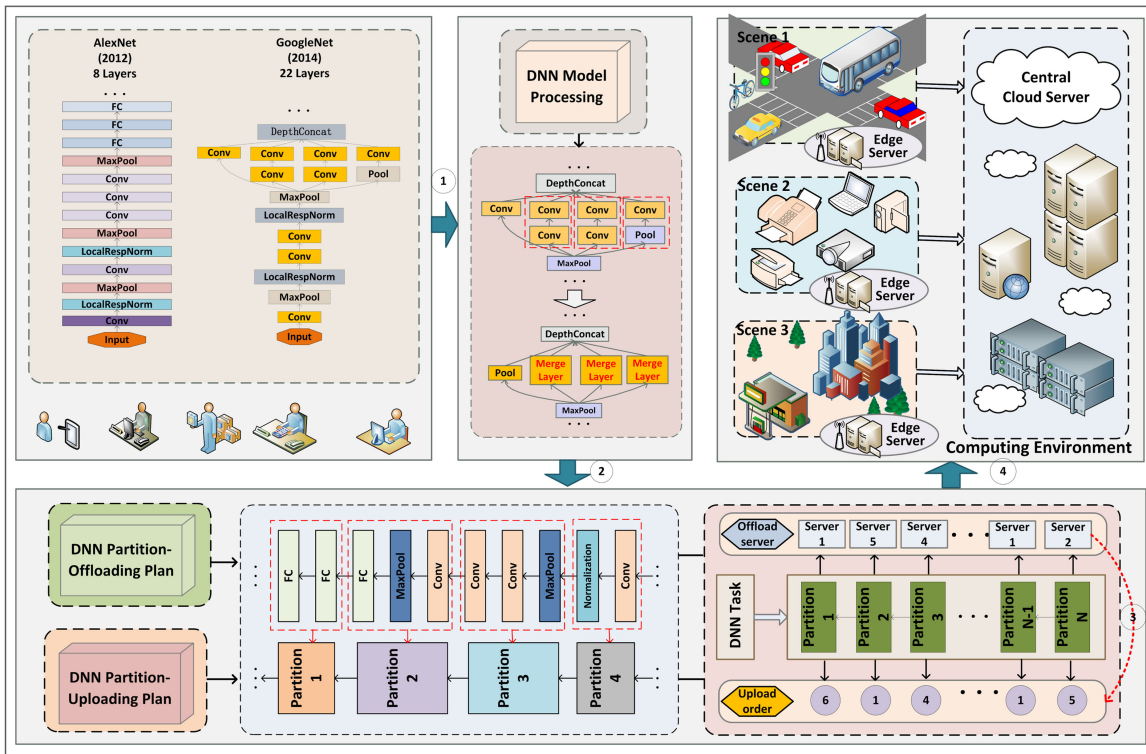 AlexNet
(2012)
8 Layers
. . .
FC
FC
FC
MaxPool
Conv
Conv
Conv
MaxPool
LocalRespNorm
Conv
MaxPool
LocalRespNorm
Conv
Input
GoogleNet
(2014)
22 Layers
. . .
DepthConcat
Conv Conv Conv Conv
Conv Conv Pool
MaxPool
LocalRespNorm
Conv
Conv
LocalRespNorm
MaxPool
Conv
Input
1
DNN Model
Processing
. . .
DepthConcat
Conv Conv Conv Conv
Conv Conv Pool
MaxPool
. . .
. . .
DepthConcat
Pool
Merge
Layer
Merge
Layer
Merge
Layer
MaxPool
. . .
2
Scene 1
Edge
Server
Scene 2
Edge
Server
Scene 3
Edge
Server
Central
Cloud Server
Computing Environment
4
DNN Partition-
Offloading Plan
DNN Partition-
Uploading Plan
FC
FC
FC
MaxPool
Conv
Conv
Conv
MaxPool
Normalization
Conv
Partition
1
Partition
2
Partition
3
Partition
4
Offload
server
Server
1
Server
5
Server
4
. . .
Server
1
Server
2
DNN Task
Partition
1
Partition
2
Partition
3
. . .
Partition
N-1
Partition
N
3
Upload
order
6 1 4 . . . 1 5